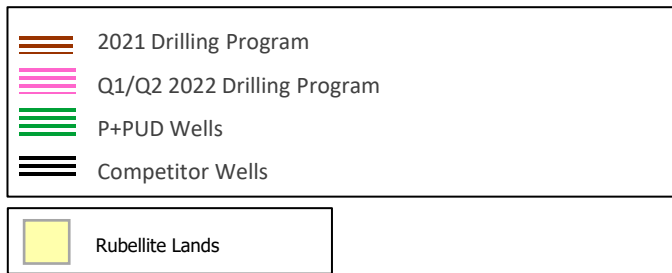 2021 Drilling Program
Q1/Q2 2022 Drilling Program
P+PUD Wells
Competitor Wells
Rubellite Lands